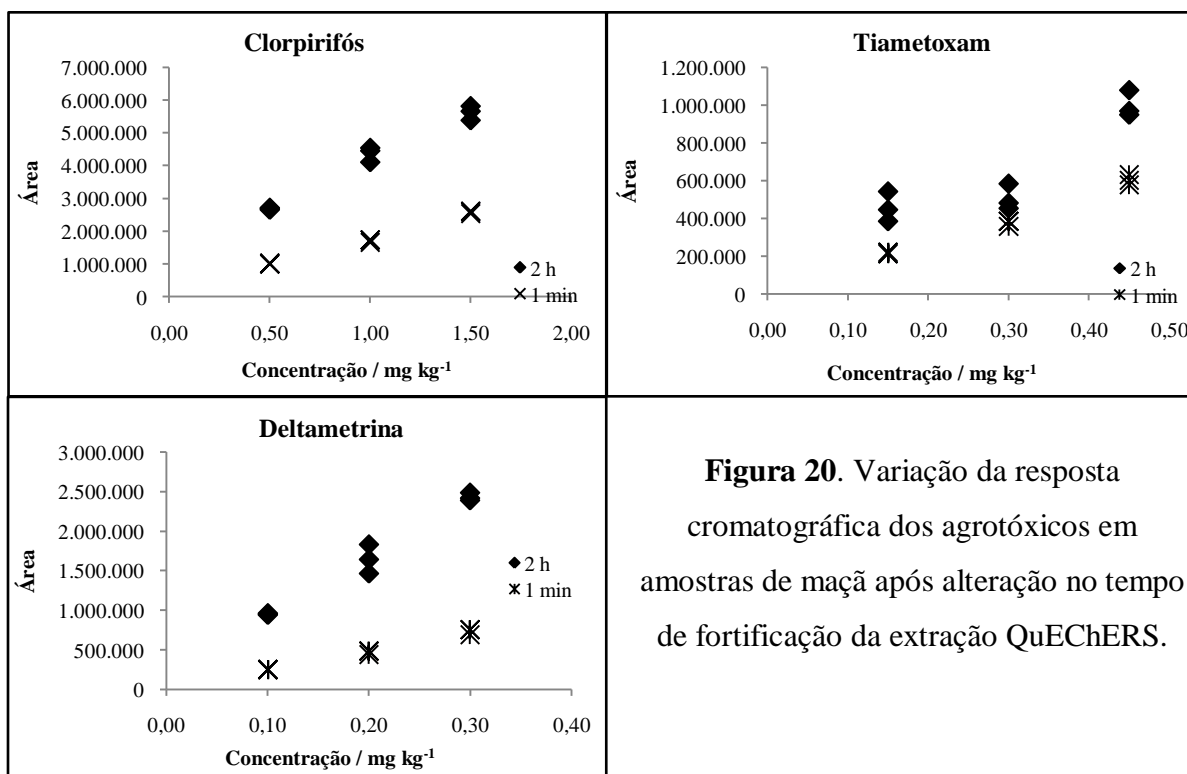 Clorpirifós
7.000.000
6.000.000
5.000.000
4.000.000
3.000.000
2.000.000
1.000.000
0
Área
2 h
1 min
0,00 0,50 1,00 1,50 2,00
Concentração / mg kg⁻¹
Tiametoxam
1.200.000
1.000.000
800.000
600.000
400.000
200.000
0
Área
2 h
1 min
0,00 0,10 0,20 0,30 0,40 0,50
Concentração / mg kg⁻¹
Deltametrina
3.000.000
2.500.000
2.000.000
1.500.000
1.000.000
500.000
0
Área
2 h
1 min
0,00 0,10 0,20 0,30 0,40
Concentração / mg kg⁻¹
Figura 20. Variação da resposta
cromatográfica dos agrotóxicos em
amostras de maçã após alteração no tempo
de fortificação da extração QuEChERS.